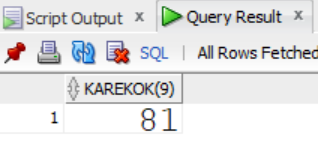 Script Output x Query Result x
SQL | All Rows Fetched
KAREKOK(9)
1 81